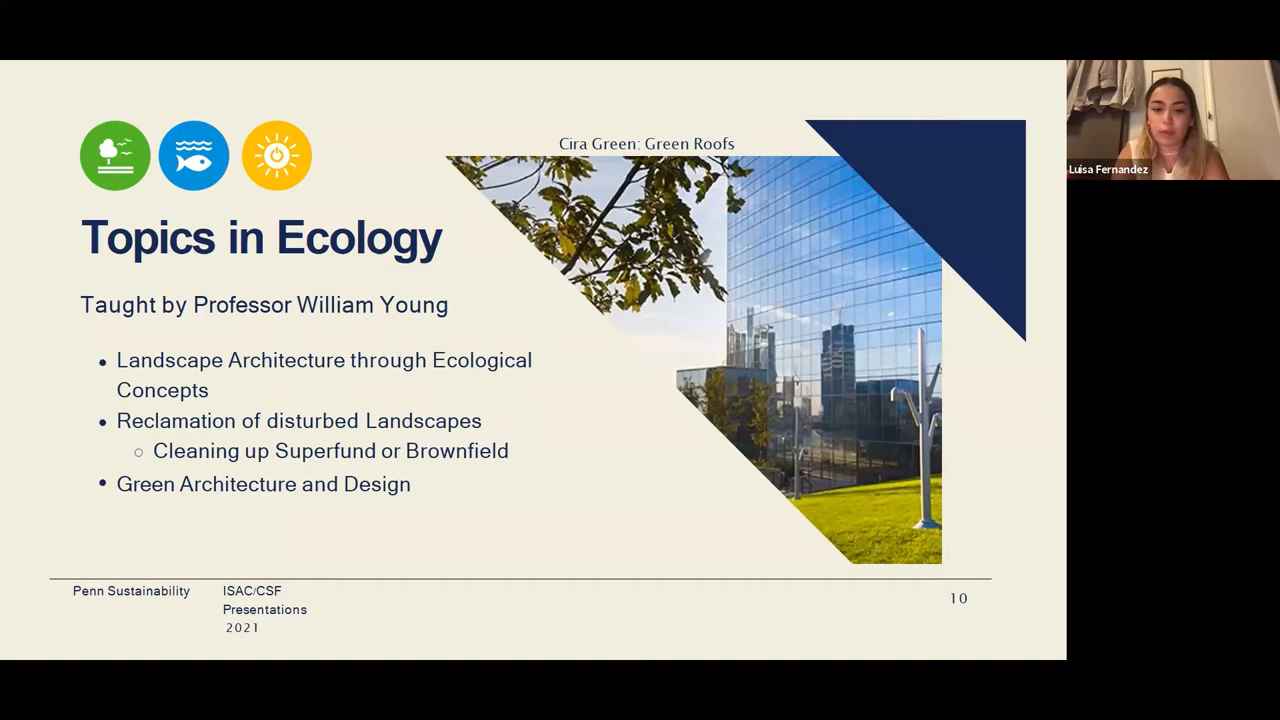 Cira Green: Green Roofs
Topics in Ecology
Taught by Professor William Young
• Landscape Architecture through Ecological
Concepts
• Reclamation of disturbed Landscapes
○ Cleaning up Superfund or Brownfield
• Green Architecture and Design
Penn Sustainability
ISAC/CSF
Presentations
2021
10
Luisa Fernandez